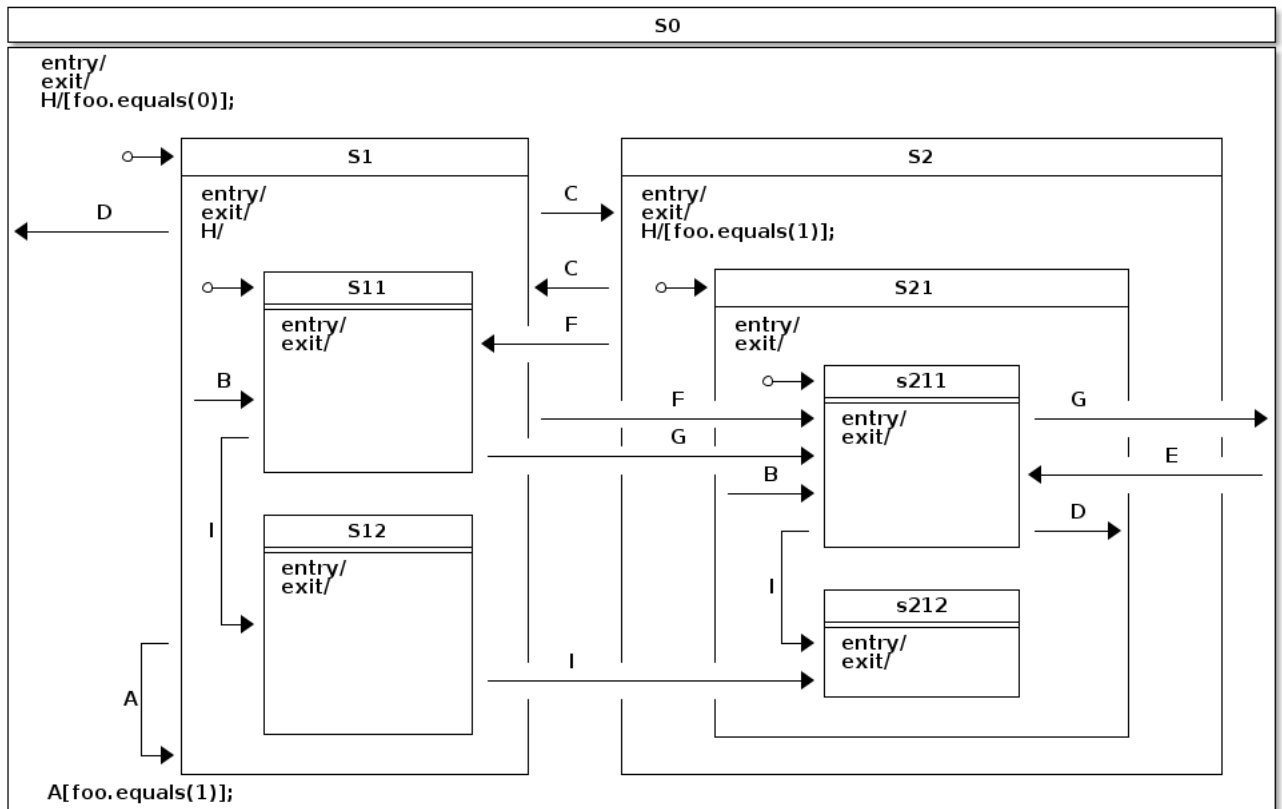 S0
entry/
exit/
H/[foo.equals(0)];
S1
entry/
exit/
H/
D
C
C
F
S2
entry/
exit/
H/[foo.equals(1)];
S11
entry/
exit/
B
I
S12
entry/
exit/
A
A[foo.equals(1)];
S21
entry/
exit/
s211
entry/
exit/
F
G
B
G
E
D
I
s212
entry/
exit/
I